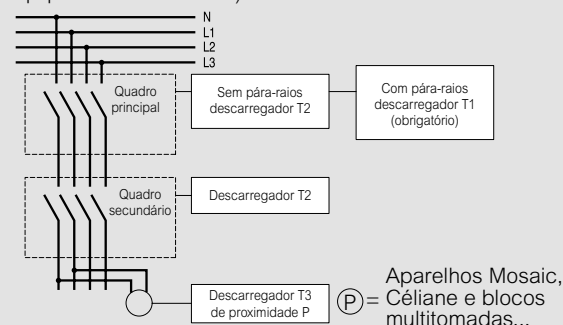 N
L1
L2
L3
Quadro
principal
Sem pára-raios
descarregador T2
Com pára-raios
descarregador T1
(obrigatório)
Quadro
secundário
Descarregador T2
Descarregador T3
de proximidade P
P = Aparelhos Mosaic,
Céliane e blocos
multitomadas...